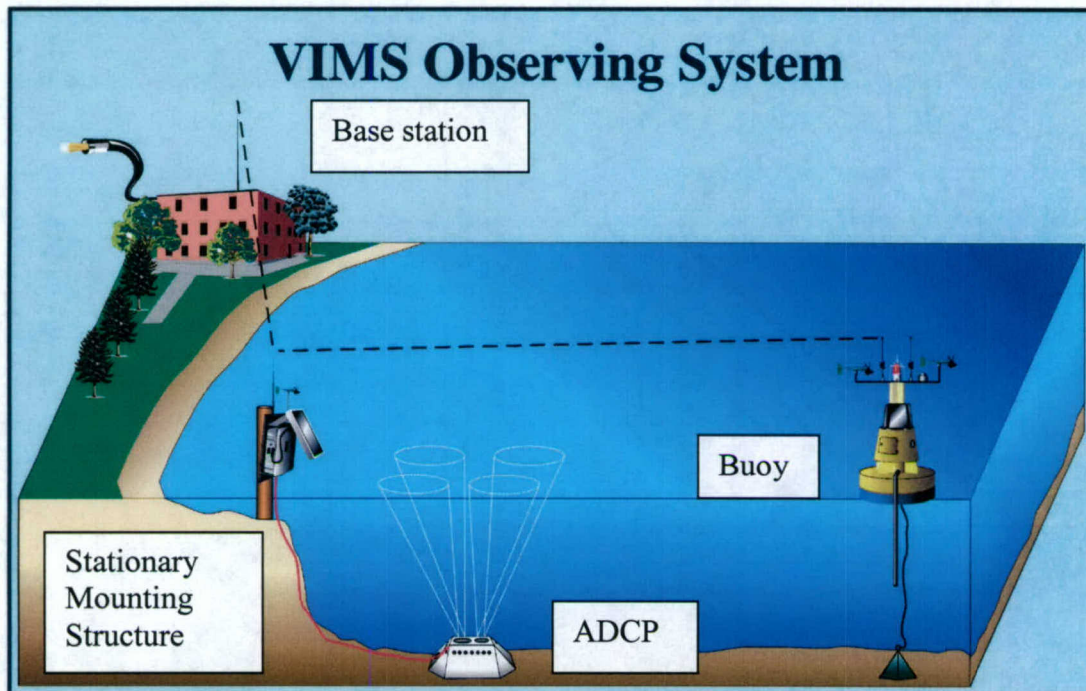 VIMS Observing System
Base station
Buoy
Stationary
Mounting
Structure
ADCP